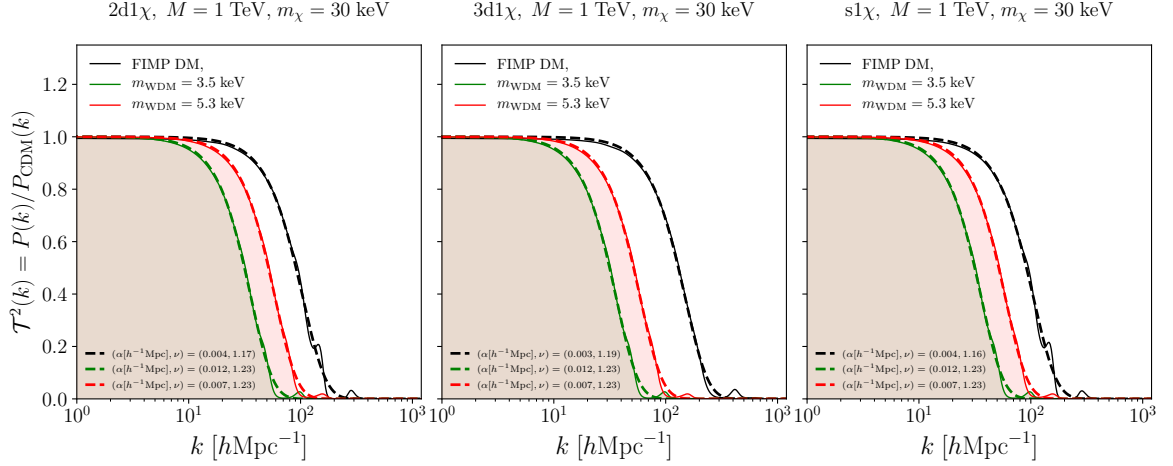 2d1χ, M = 1 TeV, mχ = 30 keV
3d1χ, M = 1 TeV, mχ = 30 keV
s1χ, M = 1 TeV, mχ = 30 keV
𝒯²(k) = P(k)/P_CDM(k)
1.2
1.0
0.8
0.6
0.4
0.2
0.0
FIMP DM,
m_WDM = 3.5 keV
m_WDM = 5.3 keV
(α[h⁻¹Mpc], ν) = (0.004, 1.17)
(α[h⁻¹Mpc], ν) = (0.012, 1.23)
(α[h⁻¹Mpc], ν) = (0.007, 1.23)
10⁰ 10¹ 10² 10³
k [hMpc⁻¹]
FIMP DM,
m_WDM = 3.5 keV
m_WDM = 5.3 keV
(α[h⁻¹Mpc], ν) = (0.003, 1.19)
(α[h⁻¹Mpc], ν) = (0.012, 1.23)
(α[h⁻¹Mpc], ν) = (0.007, 1.23)
10⁰ 10¹ 10² 10³
k [hMpc⁻¹]
FIMP DM,
m_WDM = 3.5 keV
m_WDM = 5.3 keV
(α[h⁻¹Mpc], ν) = (0.004, 1.16)
(α[h⁻¹Mpc], ν) = (0.012, 1.23)
(α[h⁻¹Mpc], ν) = (0.007, 1.23)
10⁰ 10¹ 10² 10³
k [hMpc⁻¹]